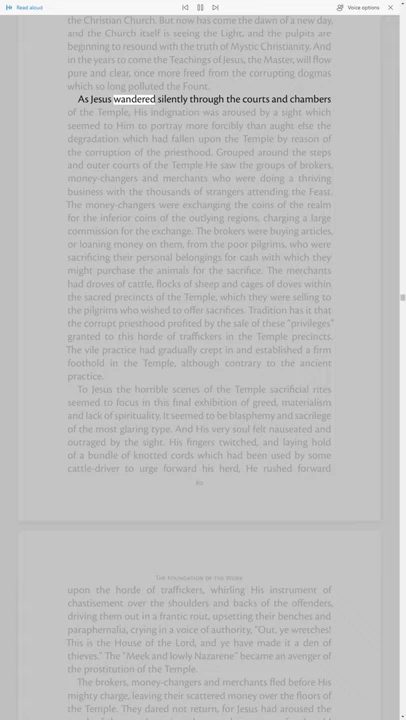 Read aloud
Voice options
the Christian Church. But now has come the dawn of a new day,
and the Church itself is seeing the Light, and the pulpits are
beginning to resound with the truth of Mystic Christianity. And
in the years to come the Teachings of Jesus, the Master, will flow
pure and clear, once more freed from the corrupting dogmas
which so long polluted the Fount.
As Jesus wandered silently through the courts and chambers
of the Temple, His indignation was aroused by a sight which
seemed to Him to portray more forcibly than aught else the
degradation which had fallen upon the Temple by reason of
the corruption of the priesthood. Grouped around the steps
and outer courts of the Temple He saw the groups of brokers,
money-changers and merchants who were doing a thriving
business with the thousands of strangers attending the Feast.
The money-changers were exchanging the coins of the realm
for the inferior coins of the outlying regions, charging a large
commission for the exchange. The brokers were buying articles,
or loaning money on them, from the poor pilgrims, who were
sacrificing their personal belongings for cash with which they
might purchase the animals for the sacrifice. The merchants
had droves of cattle, flocks of sheep and cages of doves within
the sacred precincts of the Temple, which they were selling to
the pilgrims who wished to offer sacrifices. Tradition has it that
the corrupt priesthood profited by the sale of these "privileges"
granted to this horde of traffickers in the Temple precincts.
The vile practice had gradually crept in and established a firm
foothold in the Temple, although contrary to the ancient
practice.
To Jesus the horrible scenes of the Temple sacrificial rites
seemed to focus in this final exhibition of greed, materialism
and lack of spirituality. It seemed to be blasphemy and sacrilege
of the most glaring type. And His very soul felt nauseated and
outraged by the sight. His fingers twitched, and laying hold
of a bundle of knotted cords which had been used by some
cattle-driver to urge forward his herd, He rushed forward
THE FOUNDATION OF THE WORK
upon the horde of traffickers, whirling His instrument of
chastisement over the shoulders and backs of the offenders,
driving them out in a frantic rout, upsetting their benches and
paraphernalia, crying in a voice of authority, "Out, ye wretches!
This is the House of the Lord, and ye have made it a den of
thieves." The "Meek and lowly Nazarene" became an avenger of
the prostitution of the Temple.
The brokers, money-changers and merchants fled before His
mighty charge, leaving their scattered money over the floors of
the Temple. They dared not return, for Jesus had aroused the